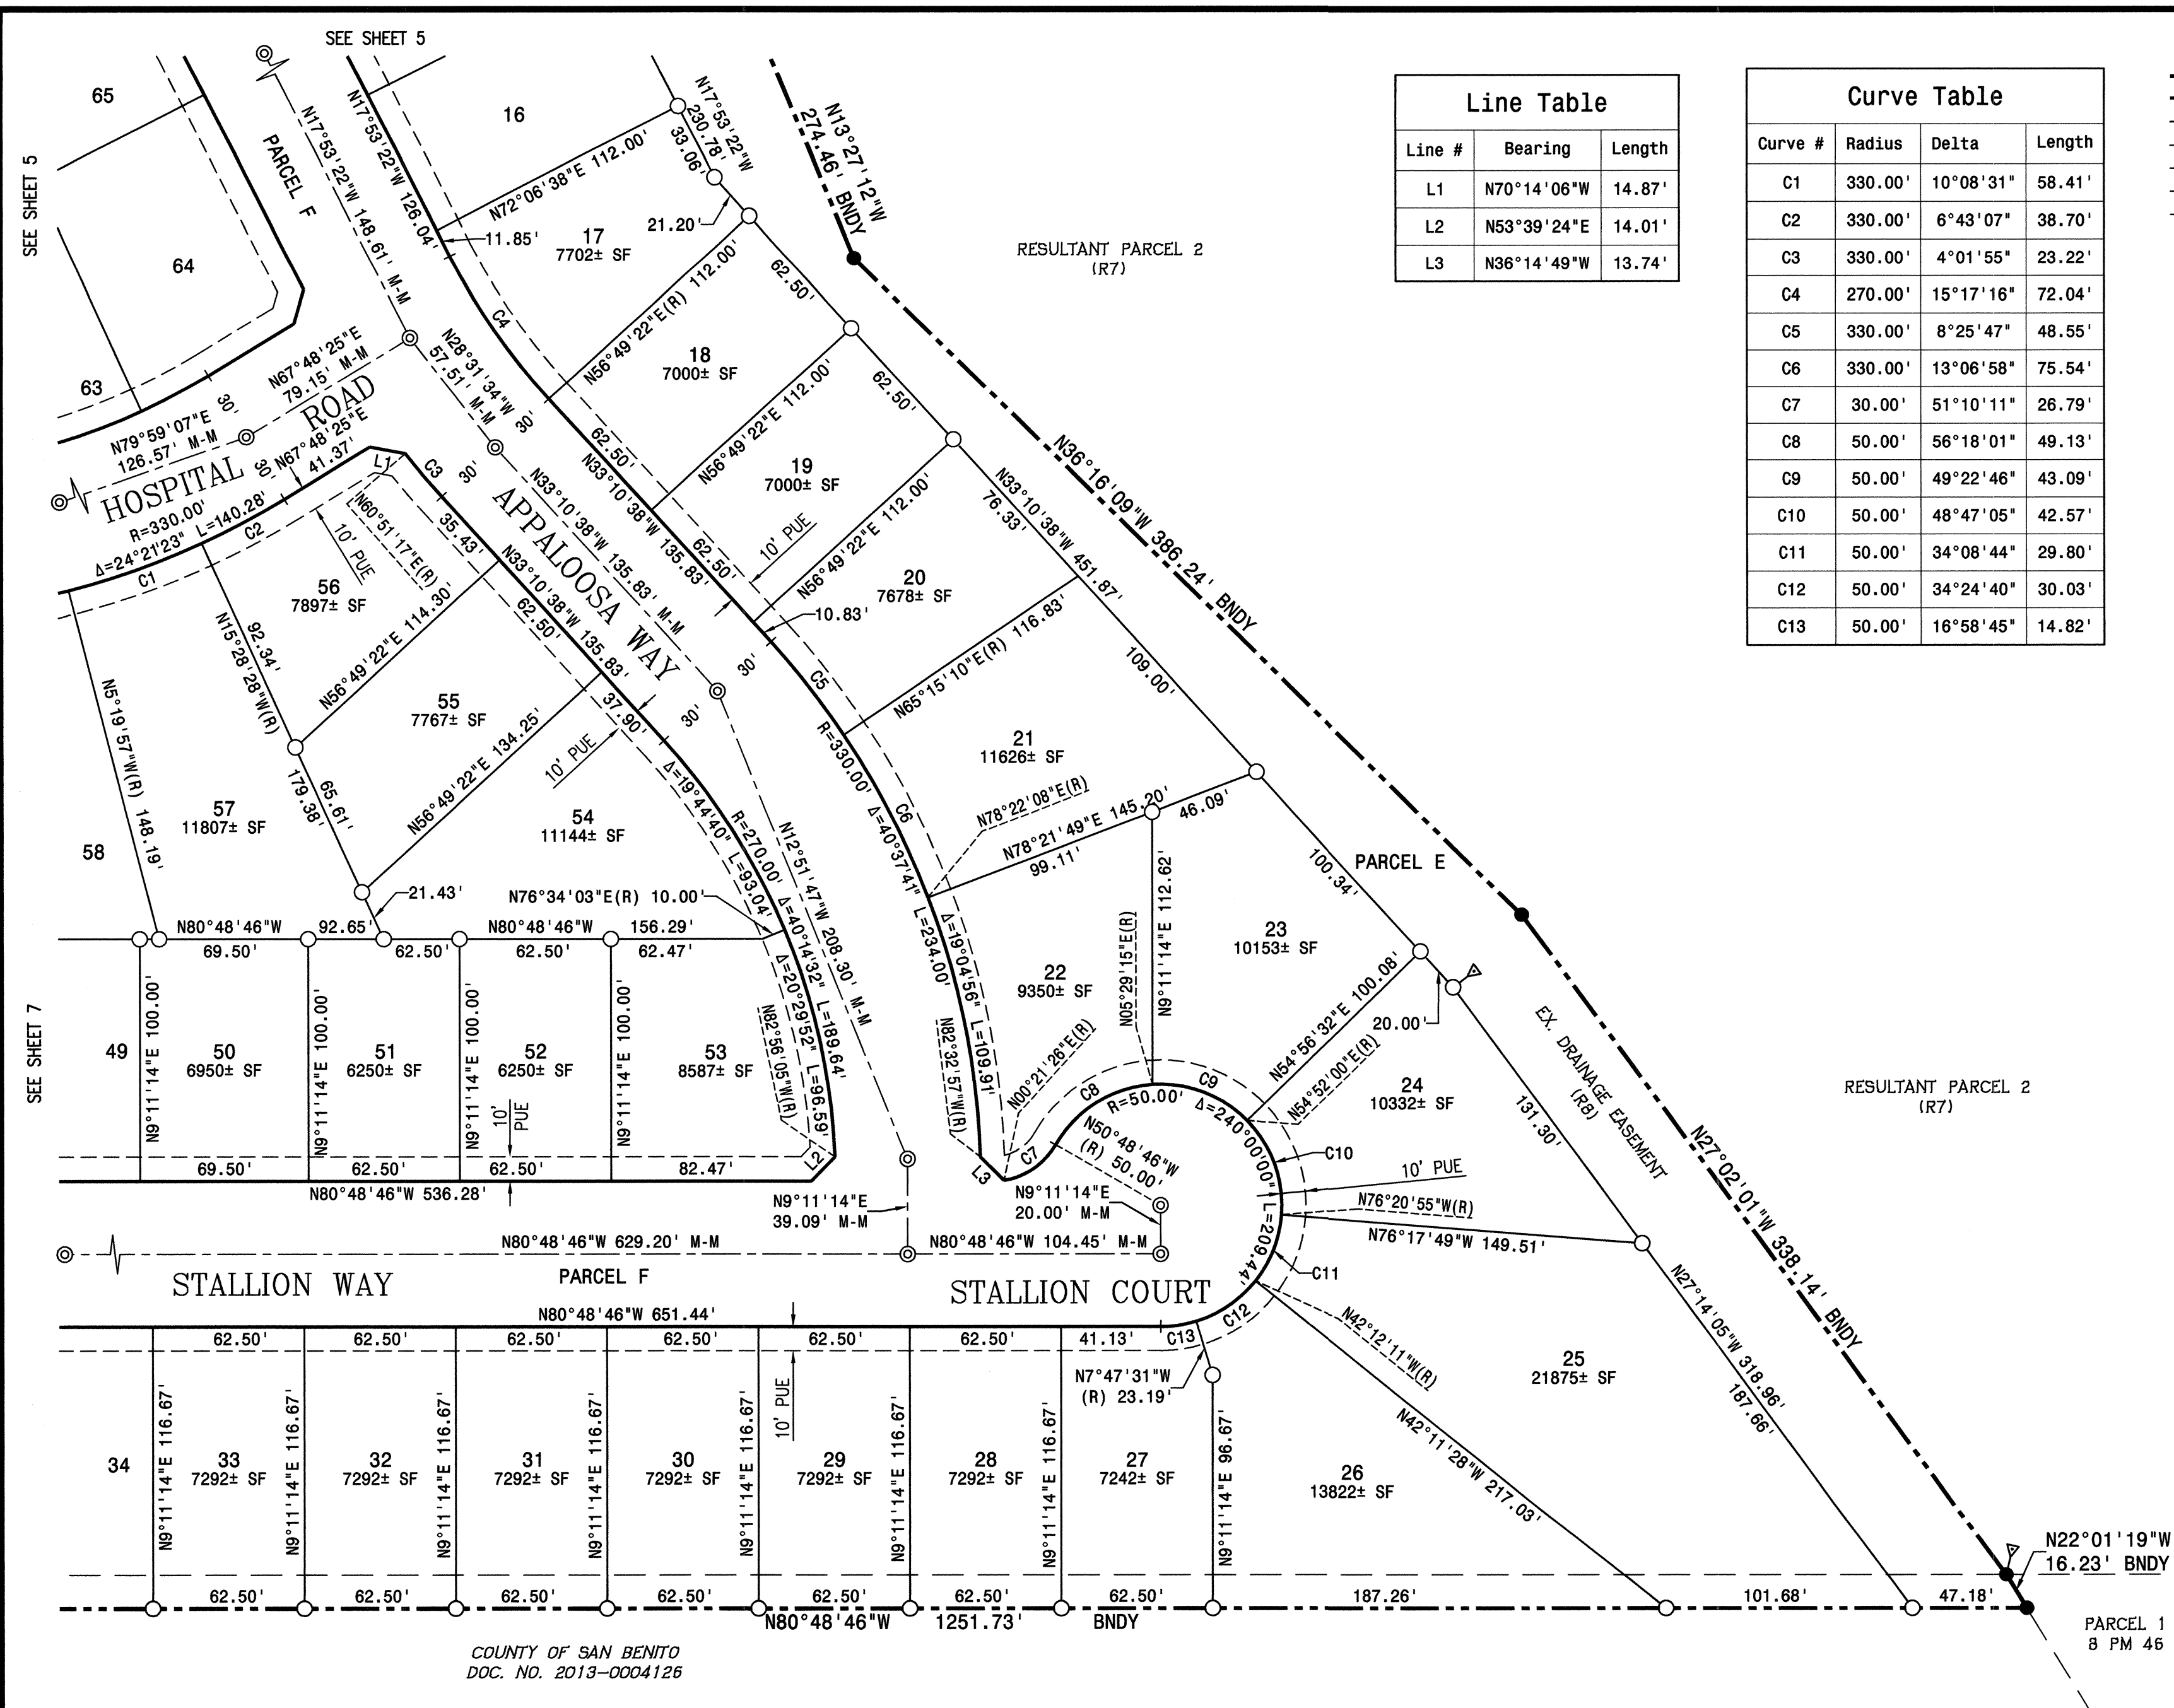 SEE SHEET 5
SEE SHEET 5
SEE SHEET 7
65
64
63
PARCEL F
N17°53'22"W 148.61' M-M
N17°53'22"W 126.04'
16
N72°06'38"E 112.00'
N17°53'22"W
230.78'
33.06'
21.20'
11.85'
17
7702± SF
N13°27'12"W
274.46' BNDY
RESULTANT PARCEL 2
(R7)
Line Table
Line # Bearing Length
L1 N70°14'06"W 14.87'
L2 N53°39'24"E 14.01'
L3 N36°14'49"W 13.74'
Curve Table
Curve # Radius Delta Length
C1 330.00' 10°08'31" 58.41'
C2 330.00' 6°43'07" 38.70'
C3 330.00' 4°01'55" 23.22'
C4 270.00' 15°17'16" 72.04'
C5 330.00' 8°25'47" 48.55'
C6 330.00' 13°06'58" 75.54'
C7 30.00' 51°10'11" 26.79'
C8 50.00' 56°18'01" 49.13'
C9 50.00' 49°22'46" 43.09'
C10 50.00' 48°47'05" 42.57'
C11 50.00' 34°08'44" 29.80'
C12 50.00' 34°24'40" 30.03'
C13 50.00' 16°58'45" 14.82'
C4
N56°49'22"E(R) 112.00'
62.50'
18
7000± SF
N56°49'22"E 112.00'
62.50'
19
7000± SF
N56°49'22"E 112.00'
62.50'
N33°10'38"W 135.83'
62.50'
10' PUE
N33°10'38"W 451.87'
76.33'
20
7678± SF
10.83'
N65°15'10"E(R) 116.83'
109.00'
N36°16'09"W 386.24' BNDY
N67°48'25"E
79.15' M-M
N79°59'07"E
126.57' M-M
30'
30'
HOSPITAL ROAD
N67°48'25"E
41.37'
R=330.00'
Δ=24°21'23" L=140.28'
C1
C2
L1
C3
N28°31'34"W
57.51' M-M
30'
30'
APPALOOSA WAY
N33°10'38"W 135.83' M-M
30'
30'
10' PUE
N60°51'17"E(R)
35.43'
N33°10'38"W 135.83'
62.50'
37.90'
56
7897± SF
92.34'
N15°28'28"W(R)
N56°49'22"E 114.30'
55
7767± SF
N56°49'22"E 134.25'
10' PUE
65.61'
179.38'
N5°19'57"W(R) 148.19'
57
11807± SF
58
54
11144± SF
21.43'
N76°34'03"E(R) 10.00'
Δ=19°44'40" L=93.04'
R=270.00' Δ=40°14'32" L=189.64'
Δ=20°29'52" L=96.59'
N12°51'47"W 208.30' M-M
C5
R=330.00' Δ=40°37'41" L=234.00'
C6
21
11626± SF
N78°22'08"E(R)
N78°21'49"E 145.20'
99.11'
46.09'
Δ=19°04'56" L=109.91'
N9°11'14"E 112.62'
N05°29'15"E(R)
22
9350± SF
23
10153± SF
100.34'
PARCEL E
N54°56'32"E 100.08'
N54°52'00"E(R)
20.00'
24
10332± SF
131.30'
EX. DRAINAGE EASEMENT
(R8)
RESULTANT PARCEL 2
(R7)
N27°02'01"W 338.14' BNDY
N80°48'46"W
92.65'
N80°48'46"W
156.29'
69.50'
62.50'
62.50'
62.47'
49
N9°11'14"E 100.00'
50
6950± SF
N9°11'14"E 100.00'
51
6250± SF
N9°11'14"E 100.00'
52
6250± SF
N9°11'14"E 100.00'
53
8587± SF
10'
PUE
N82°56'05"W(R)
L2
69.50'
62.50'
62.50'
82.47'
N80°48'46"W 536.28'
N82°32'57"W(R)
N00°21'26"E(R)
L3
C7
C8
C9
R=50.00' Δ=240°00'00" L=209.44'
N50°48'46"W
(R) 50.00'
N9°11'14"E
39.09' M-M
N9°11'14"E
20.00' M-M
C10
10' PUE
N76°20'55"W(R)
N76°17'49"W 149.51'
C11
C12
C13
N80°48'46"W 629.20' M-M
N80°48'46"W 104.45' M-M
STALLION WAY
PARCEL F
STALLION COURT
N80°48'46"W 651.44'
62.50'
62.50'
62.50'
62.50'
62.50'
62.50'
41.13'
10' PUE
N7°47'31"W
(R) 23.19'
N42°12'11"W(R)
N42°11'28"W 217.03'
25
21875± SF
N27°14'05"W 318.96'
187.66'
34
N9°11'14"E 116.67'
33
7292± SF
N9°11'14"E 116.67'
32
7292± SF
N9°11'14"E 116.67'
31
7292± SF
N9°11'14"E 116.67'
30
7292± SF
N9°11'14"E 116.67'
29
7292± SF
N9°11'14"E 116.67'
28
7292± SF
N9°11'14"E 116.67'
27
7242± SF
N9°11'14"E 96.67'
26
13822± SF
62.50'
62.50'
62.50'
62.50'
62.50'
62.50'
62.50'
187.26'
101.68'
47.18'
N22°01'19"W
16.23' BNDY
N80°48'46"W 1251.73' BNDY
PARCEL 1
8 PM 46
COUNTY OF SAN BENITO
DOC. NO. 2013-0004126